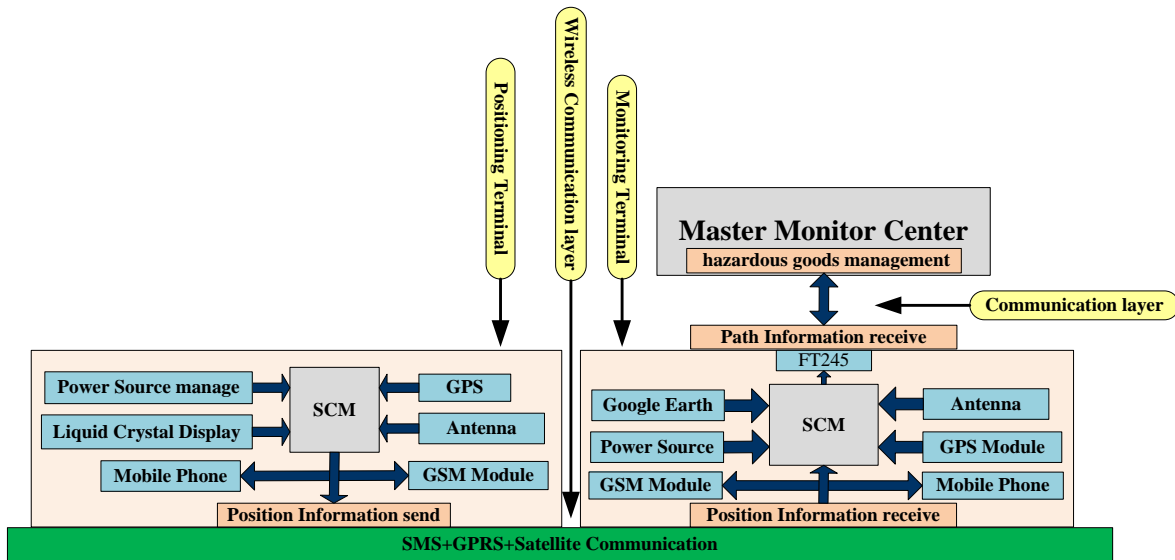 Positioning Terminal
Wireless Communication layer
Monitoring Terminal
Master Monitor Center
hazardous goods management
Communication layer
Path Information receive
FT245
Power Source manage
GPS
SCM
Liquid Crystal Display
Antenna
Mobile Phone
GSM Module
Position Information send
Google Earth
Antenna
SCM
Power Source
GPS Module
GSM Module
Mobile Phone
Position Information receive
SMS+GPRS+Satellite Communication